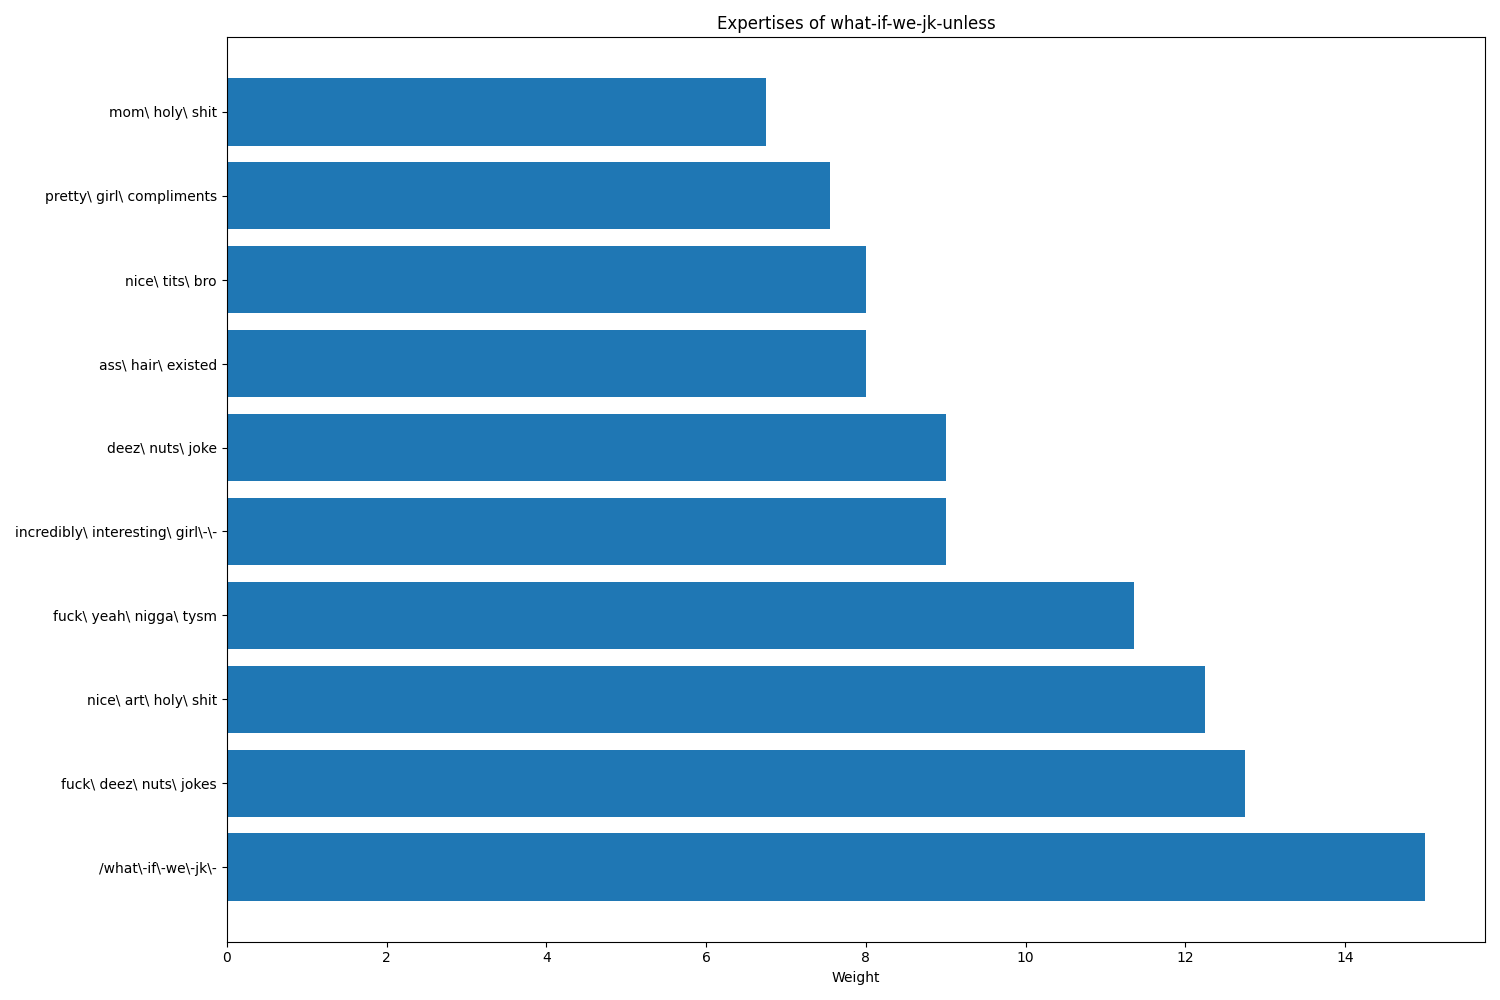 Expertises of what-if-we-jk-unless
mom\ holy\ shit
pretty\ girl\ compliments
nice\ tits\ bro
ass\ hair\ existed
deez\ nuts\ joke
incredibly\ interesting\ girl\-\-
fuck\ yeah\ nigga\ tysm
nice\ art\ holy\ shit
fuck\ deez\ nuts\ jokes
/what\-if\-we\-jk\-
0 2 4 6 8 10 12 14
Weight